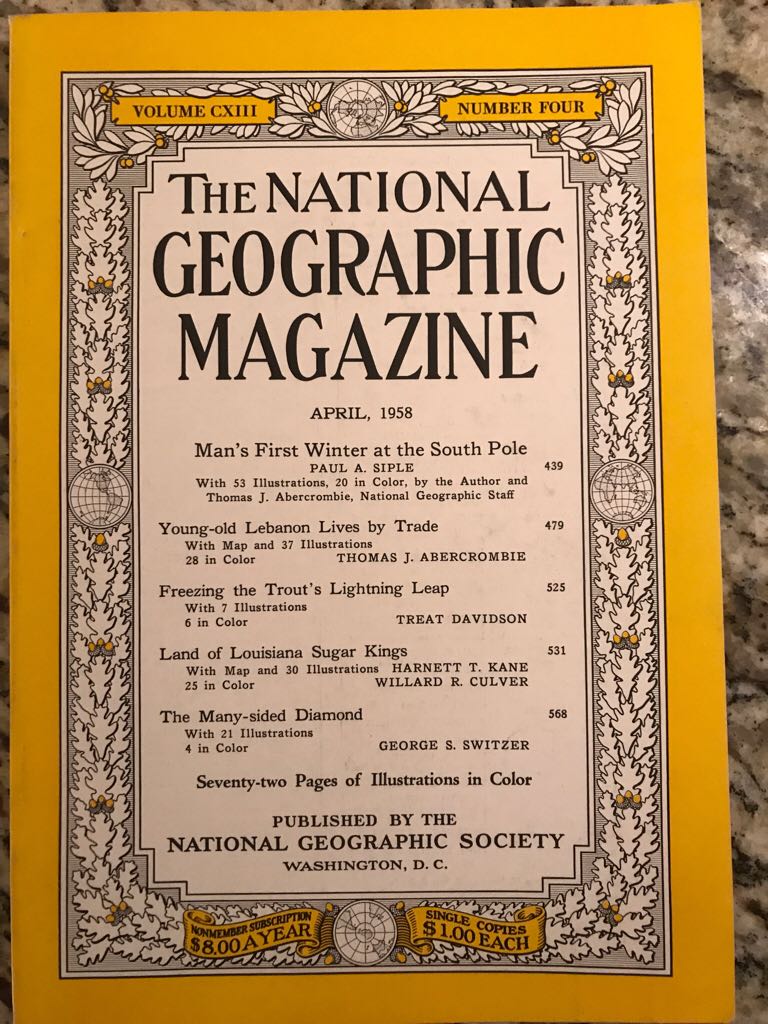 VOLUME CXIII
NUMBER FOUR
THE NATIONAL
GEOGRAPHIC
MAGAZINE
APRIL, 1958
Man's First Winter at the South Pole
PAUL A. SIPLE 439
With 53 Illustrations, 20 in Color, by the Author and
Thomas J. Abercrombie, National Geographic Staff
Young-old Lebanon Lives by Trade 479
With Map and 37 Illustrations
28 in Color THOMAS J. ABERCROMBIE
Freezing the Trout's Lightning Leap 525
With 7 Illustrations
6 in Color TREAT DAVIDSON
Land of Louisiana Sugar Kings 531
With Map and 30 Illustrations HARNETT T. KANE
25 in Color WILLARD R. CULVER
The Many-sided Diamond 568
With 21 Illustrations
4 in Color GEORGE S. SWITZER
Seventy-two Pages of Illustrations in Color
PUBLISHED BY THE
NATIONAL GEOGRAPHIC SOCIETY
WASHINGTON, D. C.
NONMEMBER SUBSCRIPTION
$8.00 A YEAR
SINGLE COPIES
$1.00 EACH